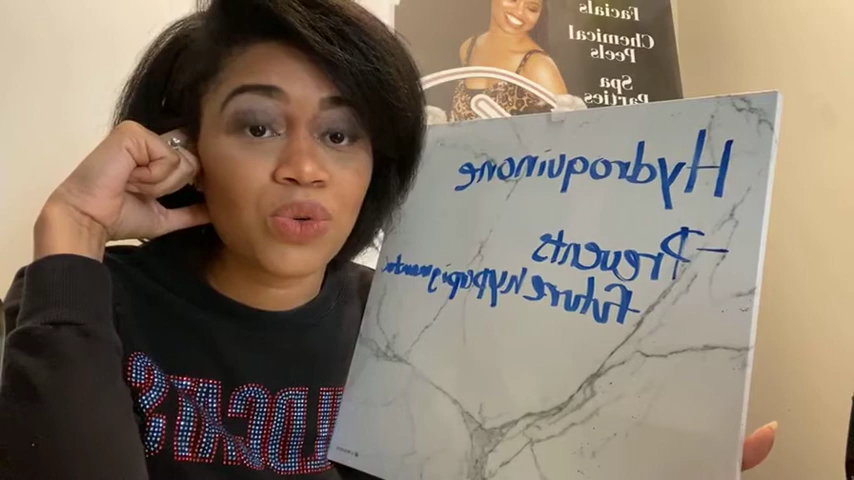 Facials
Chemical
Peels
Spa
Parties
Hydroquinone
- Prevents
future hyperpigmentation